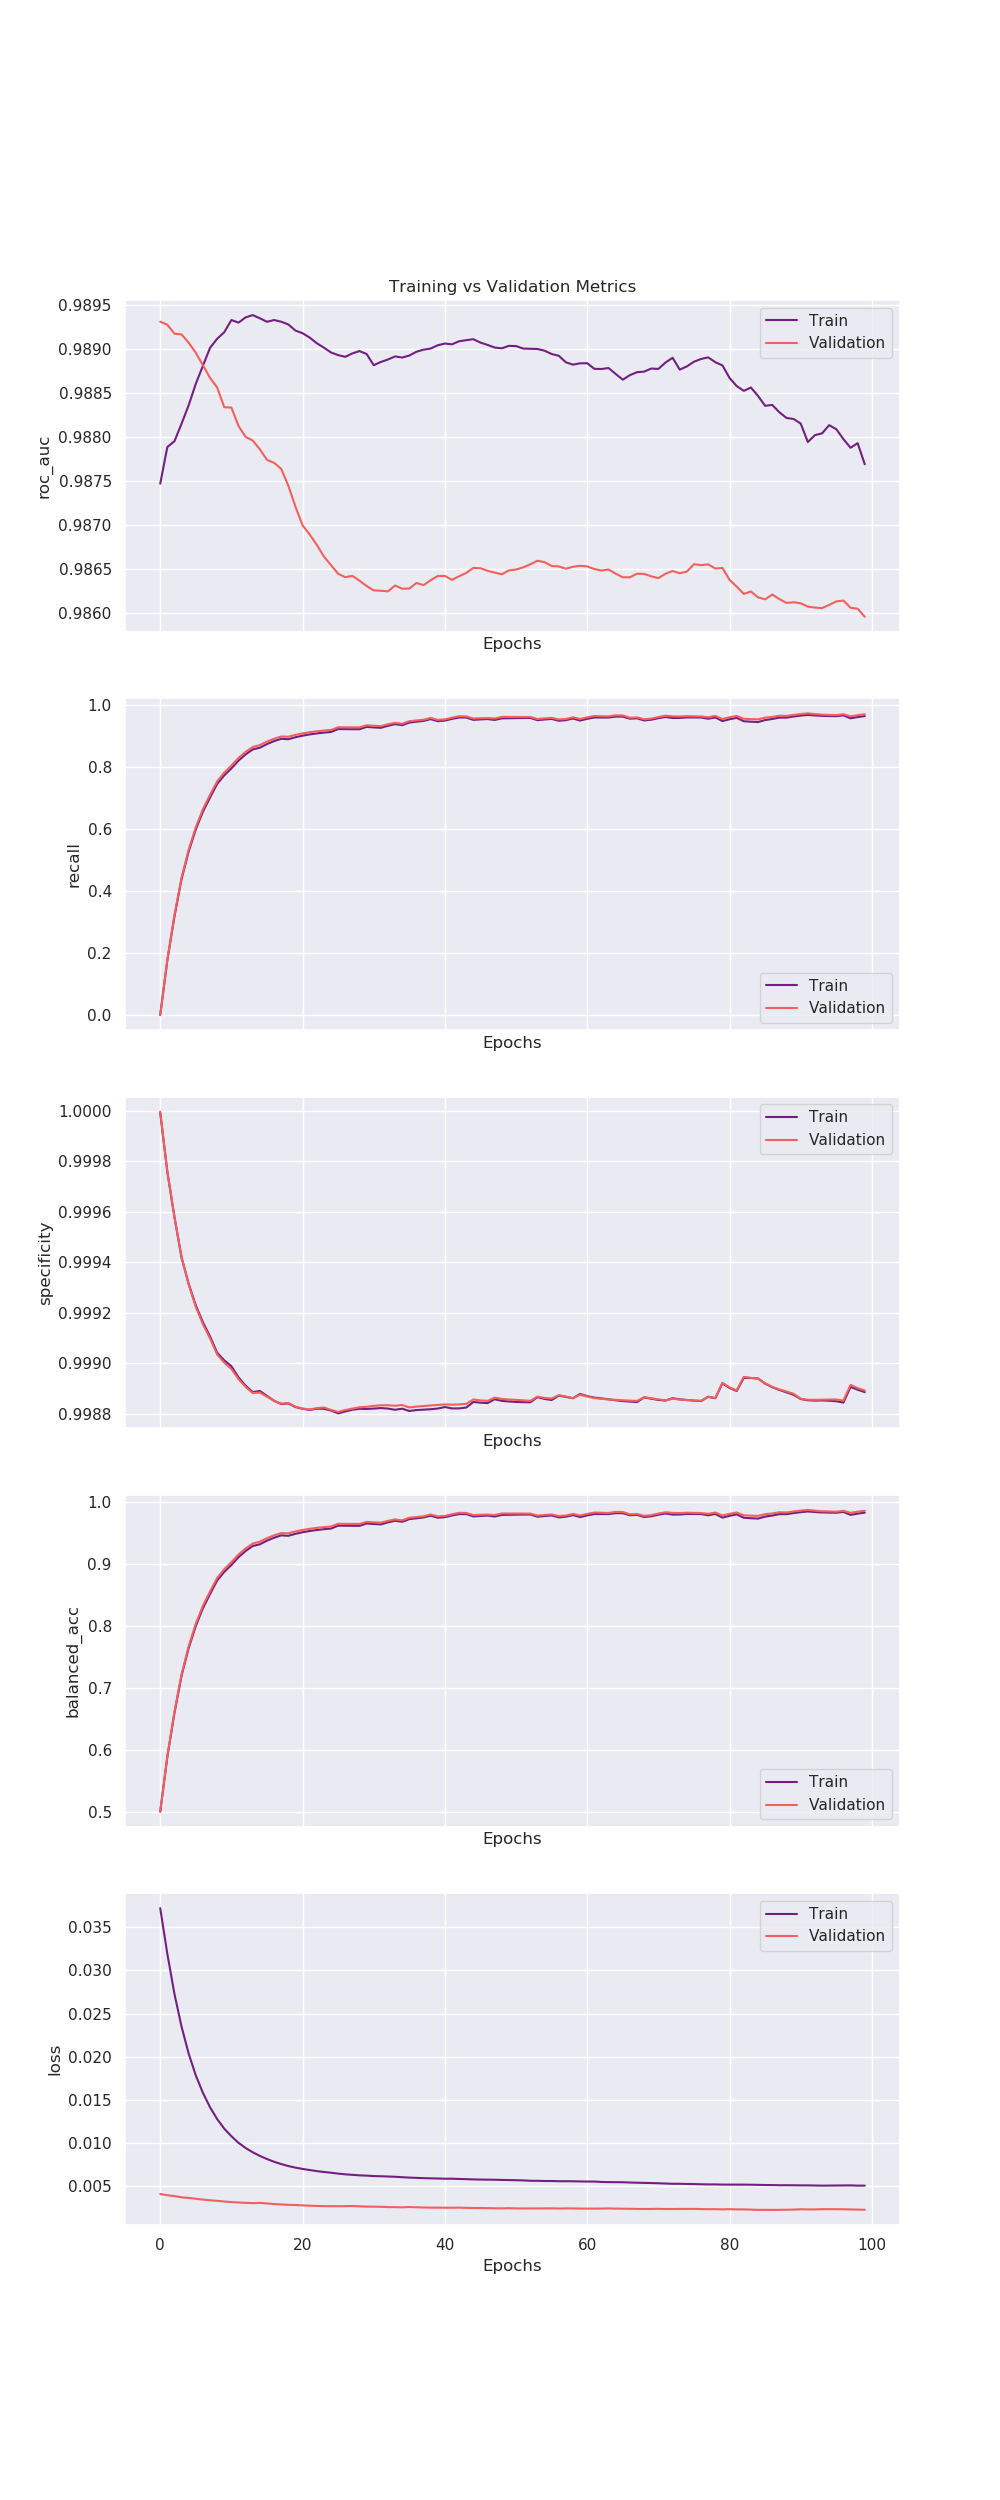 Training vs Validation Metrics
0.9895
0.9890
0.9885
0.9880
0.9875
0.9870
0.9865
0.9860
roc_auc
Train
Validation
Epochs
1.0
0.8
0.6
0.4
0.2
0.0
recall
Train
Validation
Epochs
1.0000
0.9998
0.9996
0.9994
0.9992
0.9990
0.9988
specificity
Train
Validation
Epochs
1.0
0.9
0.8
0.7
0.6
0.5
balanced_acc
Train
Validation
Epochs
0.035
0.030
0.025
0.020
0.015
0.010
0.005
loss
Train
Validation
0 20 40 60 80 100
Epochs